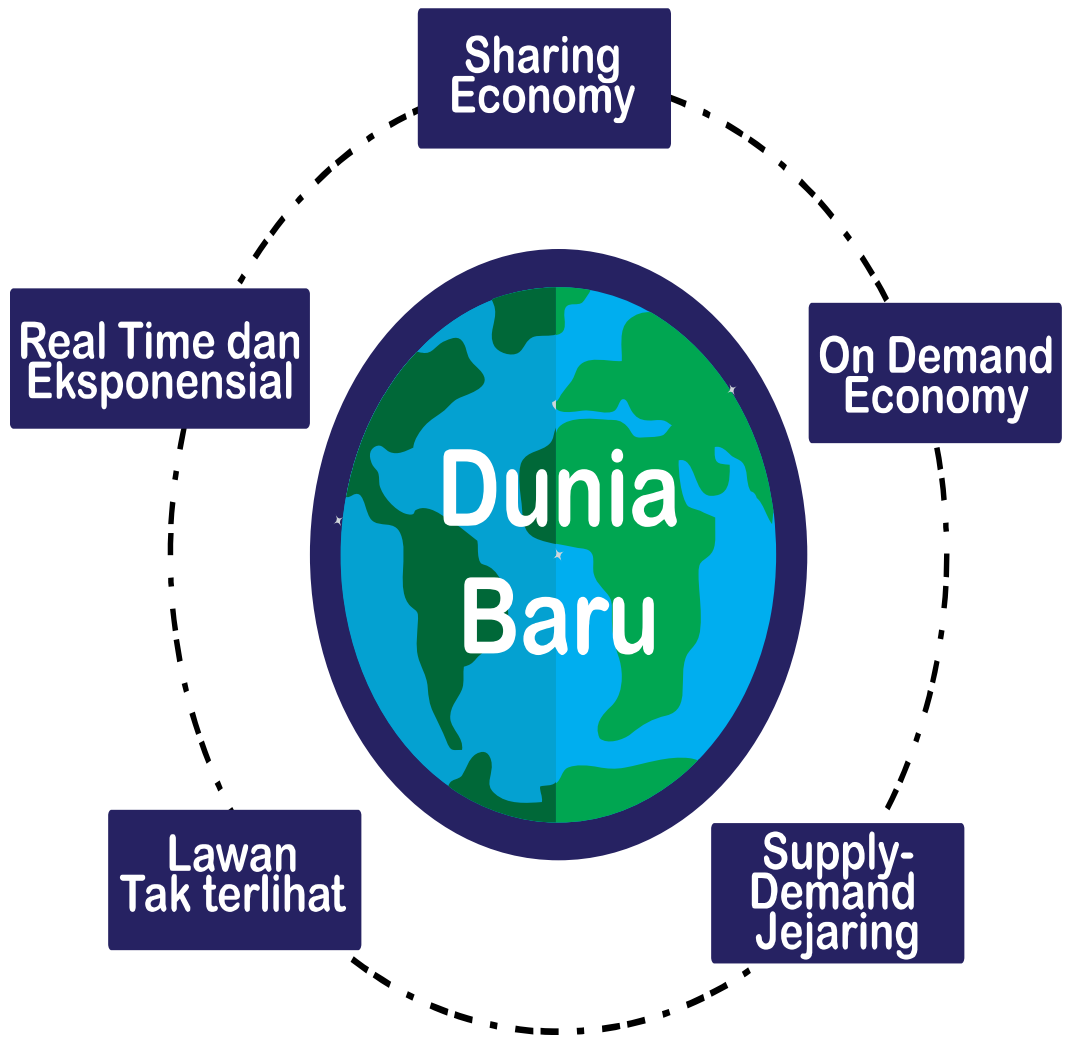 Sharing
Economy
Real Time dan
Eksponensial
On Demand
Economy
Dunia
Baru
Lawan
Tak terlihat
Supply-
Demand
Jejaring